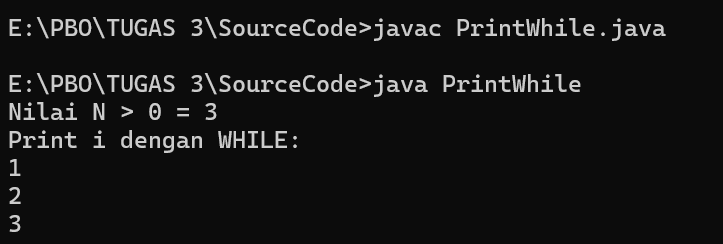 E:\PBO\TUGAS 3\SourceCode>javac PrintWhile.java
E:\PBO\TUGAS 3\SourceCode>java PrintWhile
Nilai N > 0 = 3
Print i dengan WHILE:
1
2
3